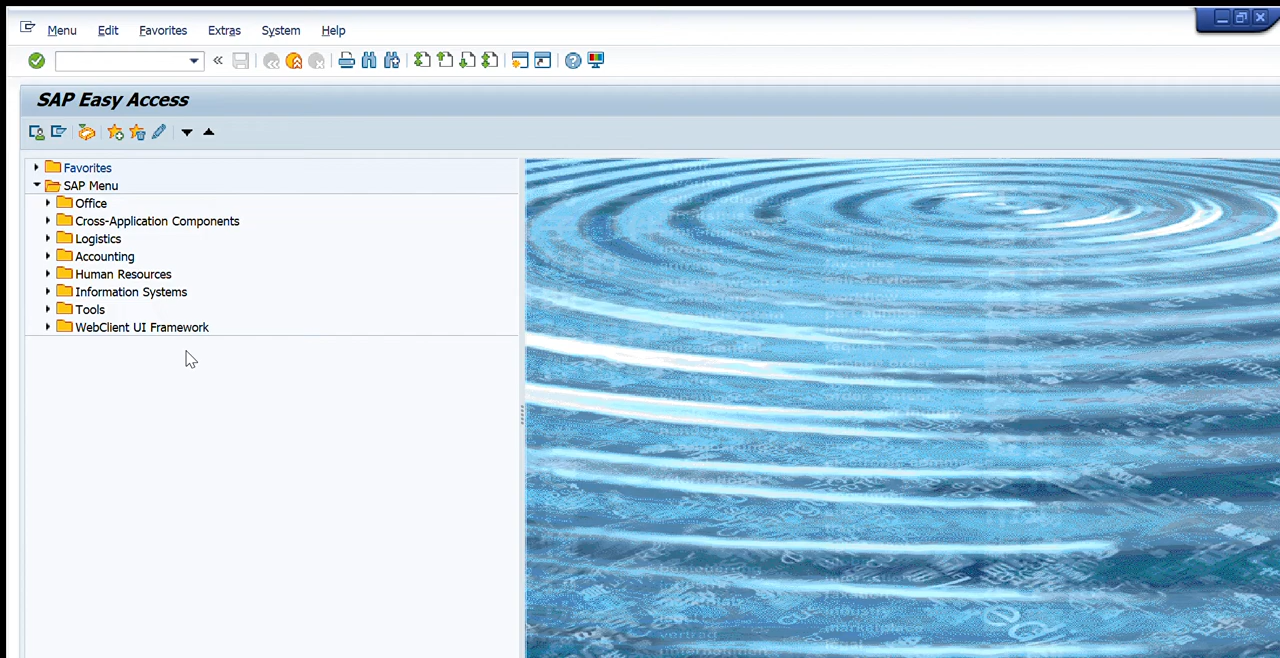 Menu Edit Favorites Extras System Help
SAP Easy Access
Favorites
SAP Menu
Office
Cross-Application Components
Logistics
Accounting
Human Resources
Information Systems
Tools
WebClient UI Framework